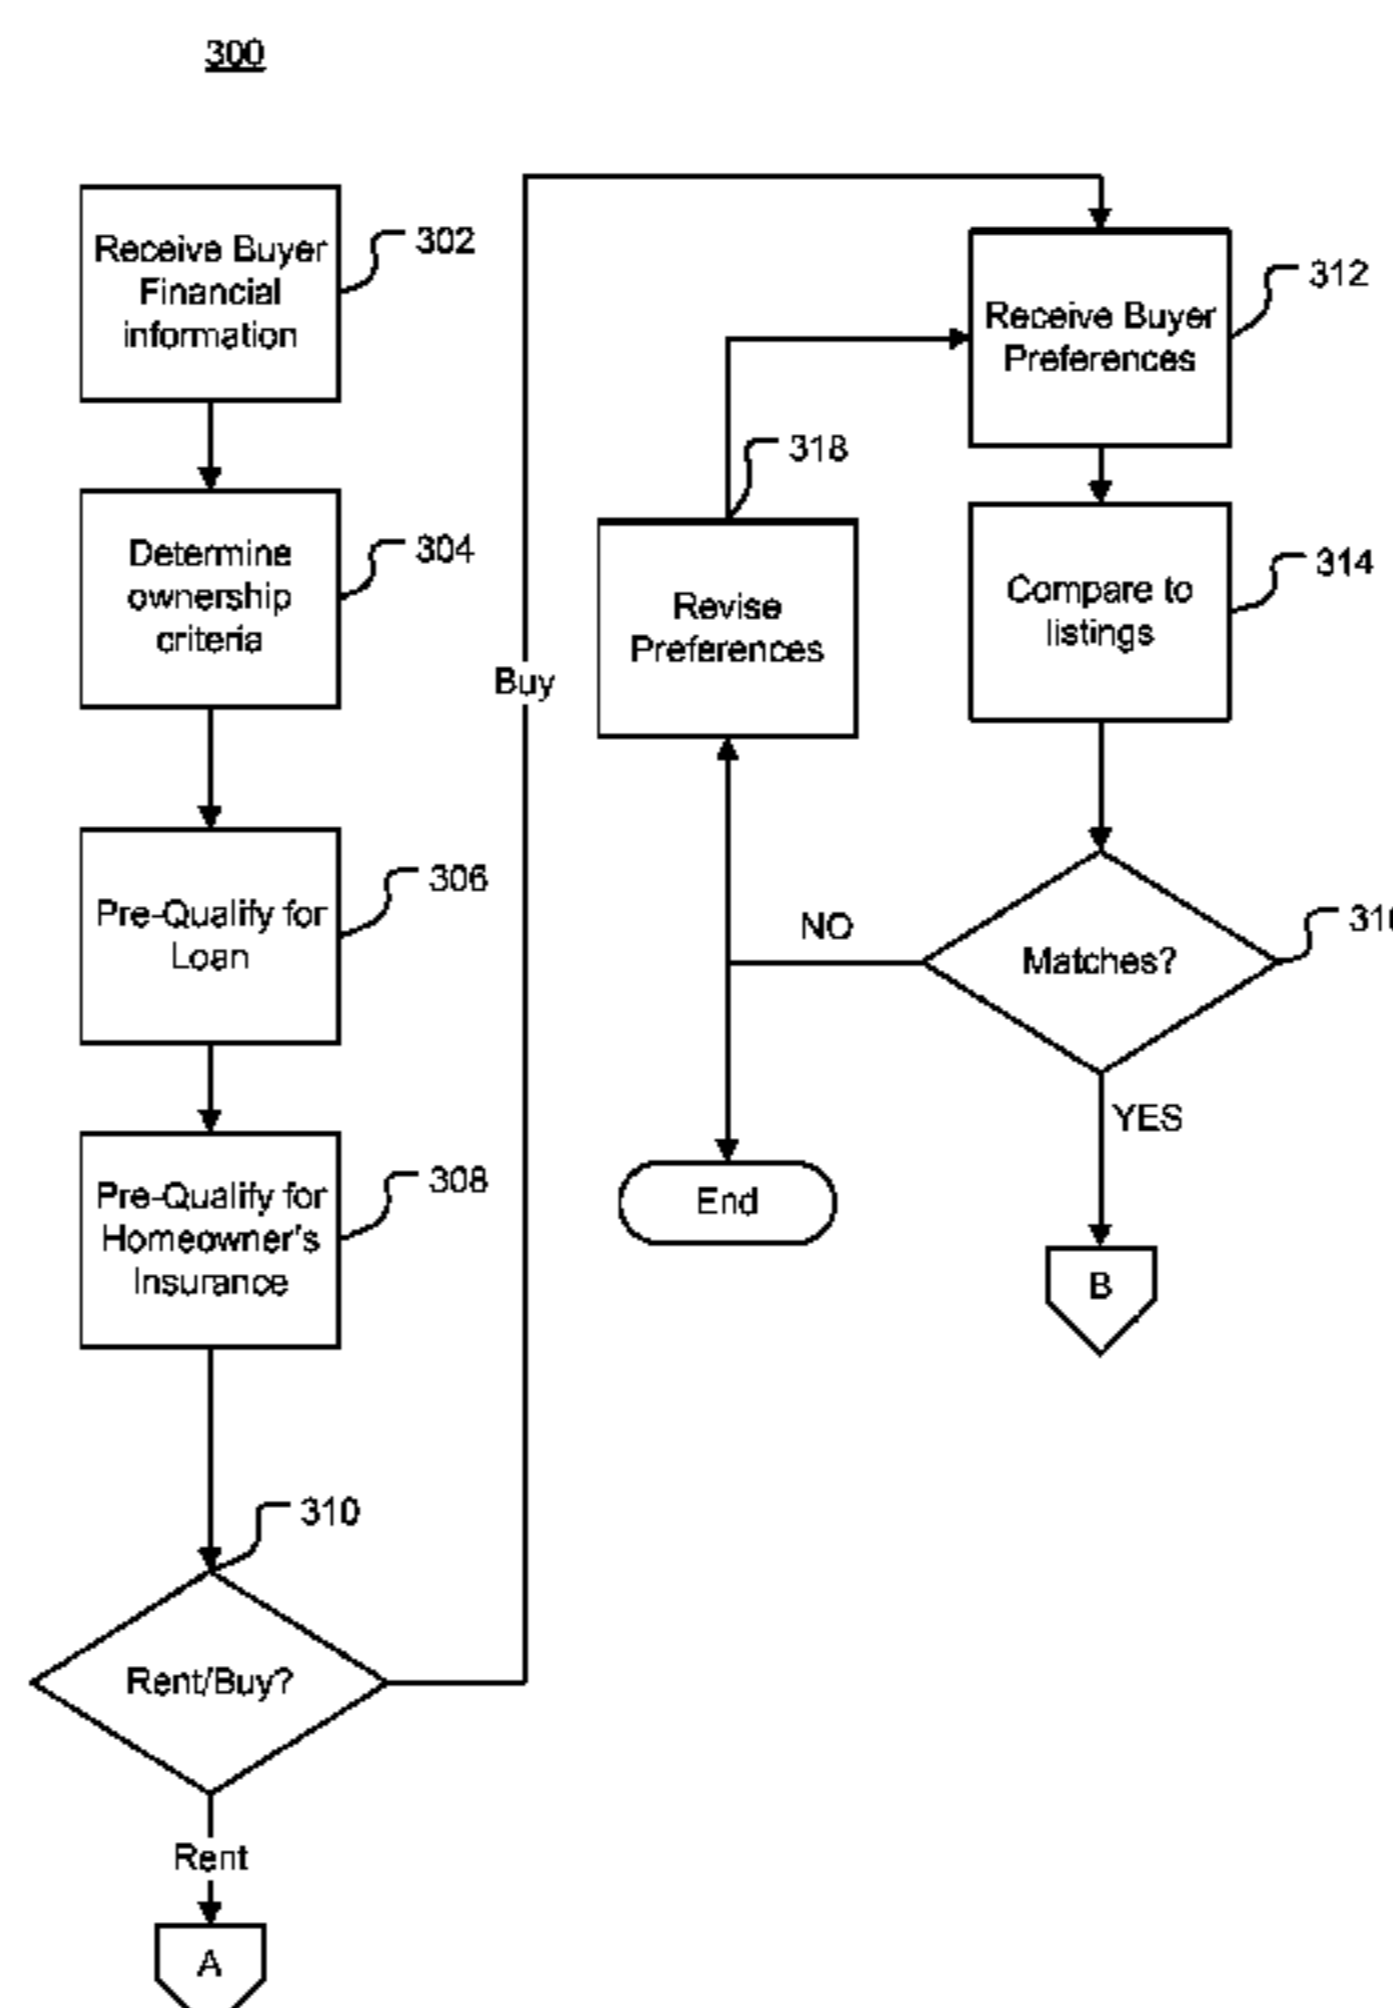 300
Receive Buyer
Financial
information
302
Determine
ownership
criteria
304
Pre-Qualify for
Loan
306
Pre-Qualify for
Homeowner's
Insurance
308
310
Rent/Buy?
Rent
A
Buy
Receive Buyer
Preferences
312
318
Revise
Preferences
Compare to
listings
314
NO
Matches?
YES
End
B